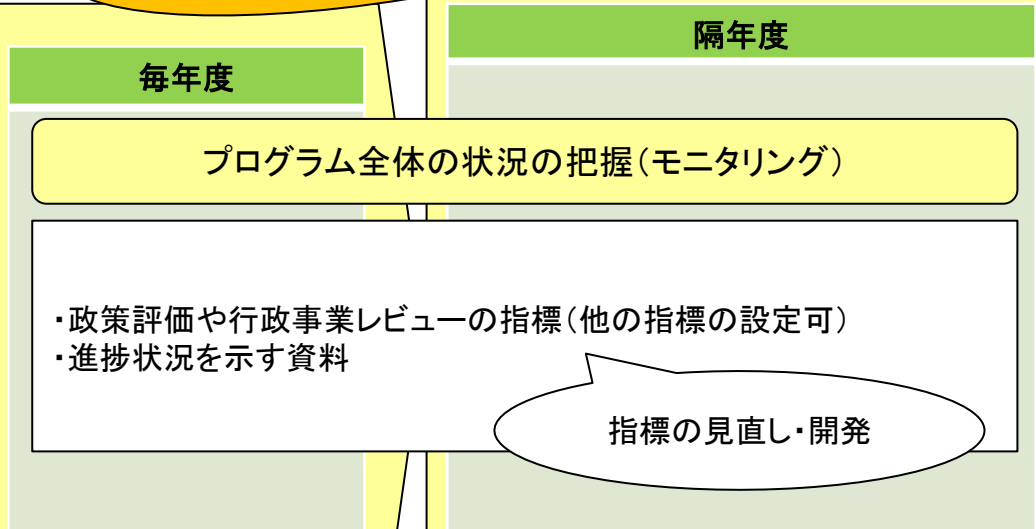 隔年度
毎年度
プログラム全体の状況の把握(モニタリング)
・政策評価や行政事業レビューの指標(他の指標の設定可)
・進捗状況を示す資料
指標の見直し・開発